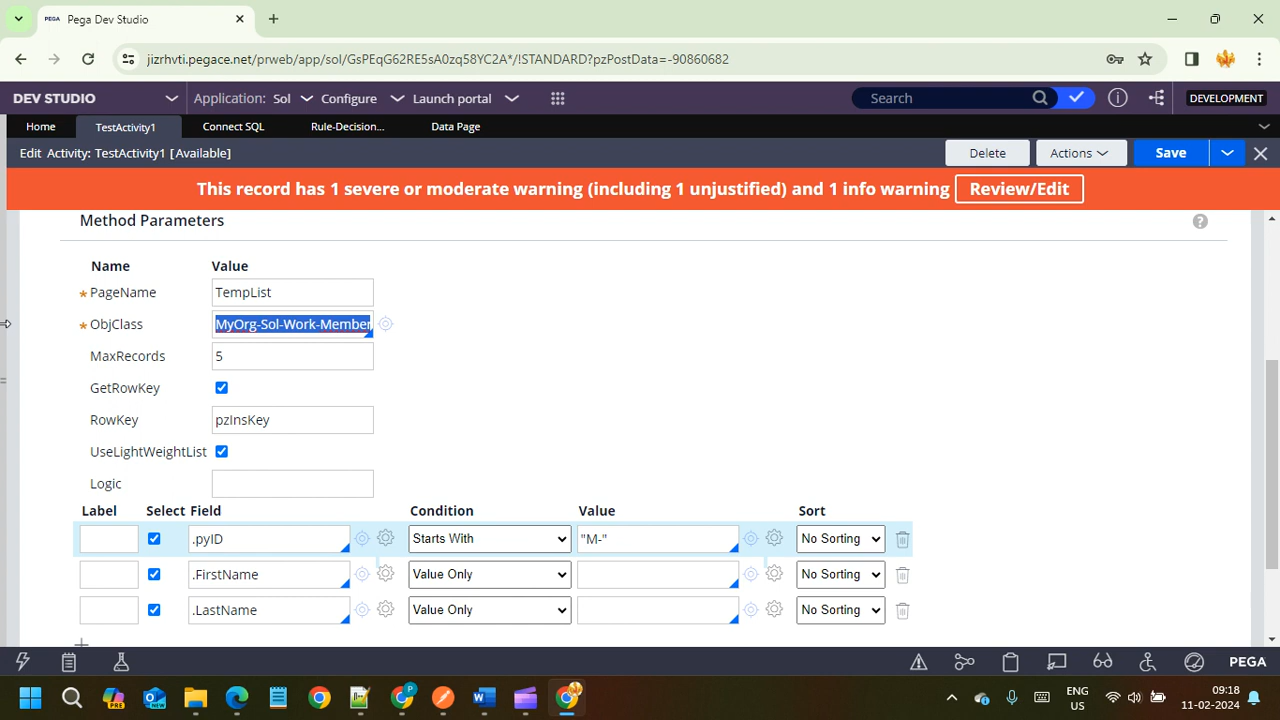 PEGA Pega Dev Studio
jizrhvti.pegace.net/prweb/app/sol/GsPEqG62RE5sA0zq58YC2A*/!STANDARD?pzPostData=-90860682
DEV STUDIO Application: Sol Configure Launch portal Search DEVELOPMENT
Home TestActivity1 Connect SQL Rule-Decision... Data Page
Edit Activity: TestActivity1 [Available] Delete Actions Save
This record has 1 severe or moderate warning (including 1 unjustified) and 1 info warning Review/Edit
Method Parameters
Name Value
PageName TempList
ObjClass MyOrg-Sol-Work-Member
MaxRecords 5
GetRowKey
RowKey pzInsKey
UseLightWeightList
Logic
Label Select Field Condition Value Sort
.pyID Starts With "M-" No Sorting
.FirstName Value Only No Sorting
.LastName Value Only No Sorting
PEGA
PRE NEW ENG 09:18
US 11-02-2024